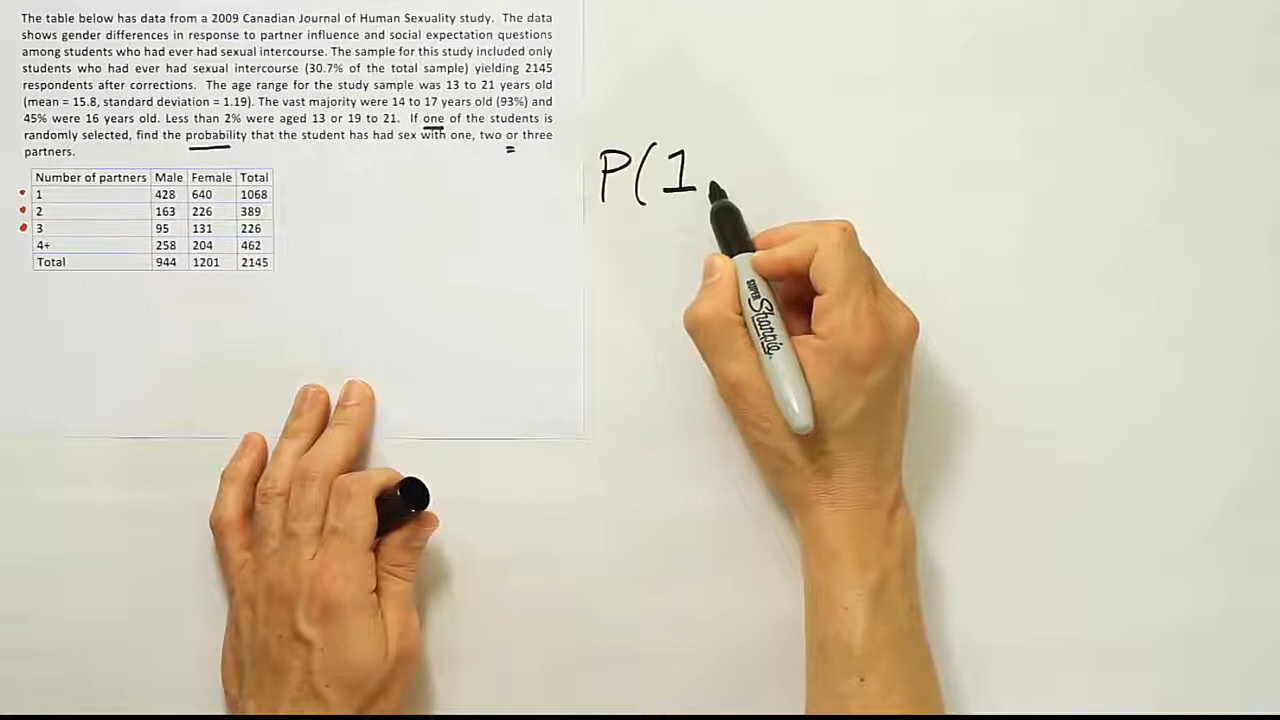 The table below has data from a 2009 Canadian Journal of Human Sexuality study. The data
shows gender differences in response to partner influence and social expectation questions
among students who had ever had sexual intercourse. The sample for this study included only
students who had ever had sexual intercourse (30.7% of the total sample) yielding 2145
respondents after corrections. The age range for the study sample was 13 to 21 years old
(mean = 15.8, standard deviation = 1.19). The vast majority were 14 to 17 years old (93%) and
45% were 16 years old. Less than 2% were aged 13 or 19 to 21. If one of the students is
randomly selected, find the probability that the student has had sex with one, two or three
partners.
Number of partners Male Female Total
1 428 640 1068
2 163 226 389
3 95 131 226
4+ 258 204 462
Total 944 1201 2145
P(1
SUPER Sharpie